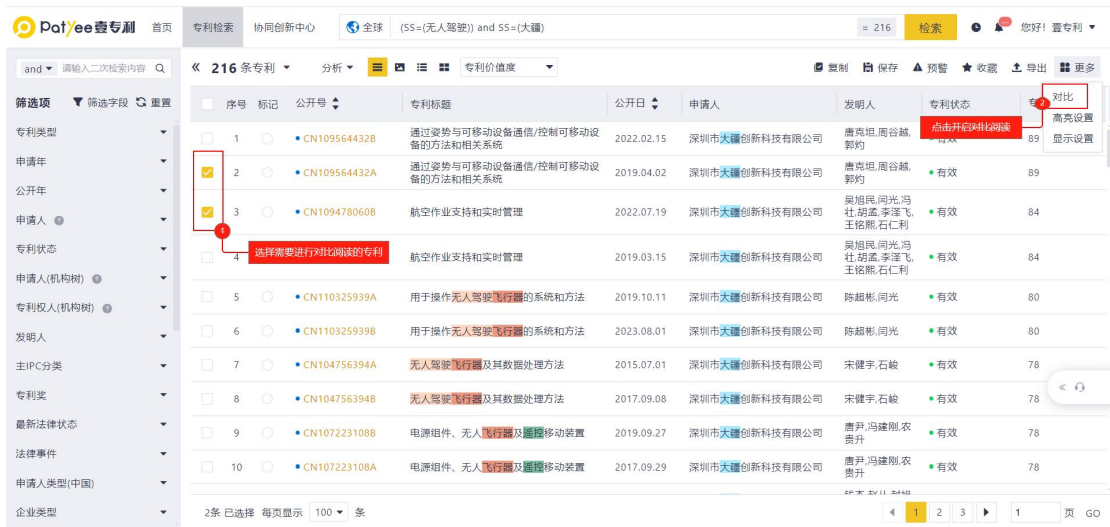 Patyee壹专利 首页 专利检索 协同创新中心 全球 (SS=(无人驾驶)) and SS=(大疆) = 216 检索 您好! 壹专利
and 请输入二次检索内容
« 216 条专利 分析 专利价值度 复制 保存 预警 收藏 导出 更多
筛选项 筛选字段 重置
序号 标记 公开号 专利标题 公开日 申请人 发明人 专利状态
对比
高亮设置
显示设置
2
点击开启对比阅读
专利类型
申请年
公开年
申请人
专利状态
申请人(机构树)
专利权人(机构树)
发明人
主IPC分类
专利奖
最新法律状态
法律事件
申请人类型(中国)
企业类型
1 CN109564432B 通过姿势与可移动设备通信/控制可移动设备的方法和相关系统 2022.02.15 深圳市大疆创新科技有限公司 唐克坦,周谷越,郭灼 有效 89
2 CN109564432A 通过姿势与可移动设备通信/控制可移动设备的方法和相关系统 2019.04.02 深圳市大疆创新科技有限公司 唐克坦,周谷越,郭灼 有效 89
3 CN109478060B 航空作业支持和实时管理 2022.07.19 深圳市大疆创新科技有限公司 吴旭民,闫光,冯壮,胡孟,李泽飞,王铭熙,石仁利 有效 84
1
选择需要进行对比阅读的专利
4 航空作业支持和实时管理 2019.03.15 深圳市大疆创新科技有限公司 吴旭民,闫光,冯壮,胡孟,李泽飞,王铭熙,石仁利 有效 84
5 CN110325939A 用于操作无人驾驶飞行器的系统和方法 2019.10.11 深圳市大疆创新科技有限公司 陈超彬,闫光 有效 80
6 CN110325939B 用于操作无人驾驶飞行器的系统和方法 2023.08.01 深圳市大疆创新科技有限公司 陈超彬,闫光 有效 80
7 CN104756394A 无人驾驶飞行器及其数据处理方法 2015.07.01 深圳市大疆创新科技有限公司 宋健宇,石峻 有效 78
8 CN104756394B 无人驾驶飞行器及其数据处理方法 2017.09.08 深圳市大疆创新科技有限公司 宋健宇,石峻 有效 78
9 CN107223108B 电源组件、无人飞行器及遥控移动装置 2019.09.27 深圳市大疆创新科技有限公司 唐尹,冯建刚,农贵升 有效 78
10 CN107223108A 电源组件、无人飞行器及遥控移动装置 2017.09.29 深圳市大疆创新科技有限公司 唐尹,冯建刚,农贵升 有效 78
2条 已选择 每页显示 100 条 1 2 3 1 页 GO